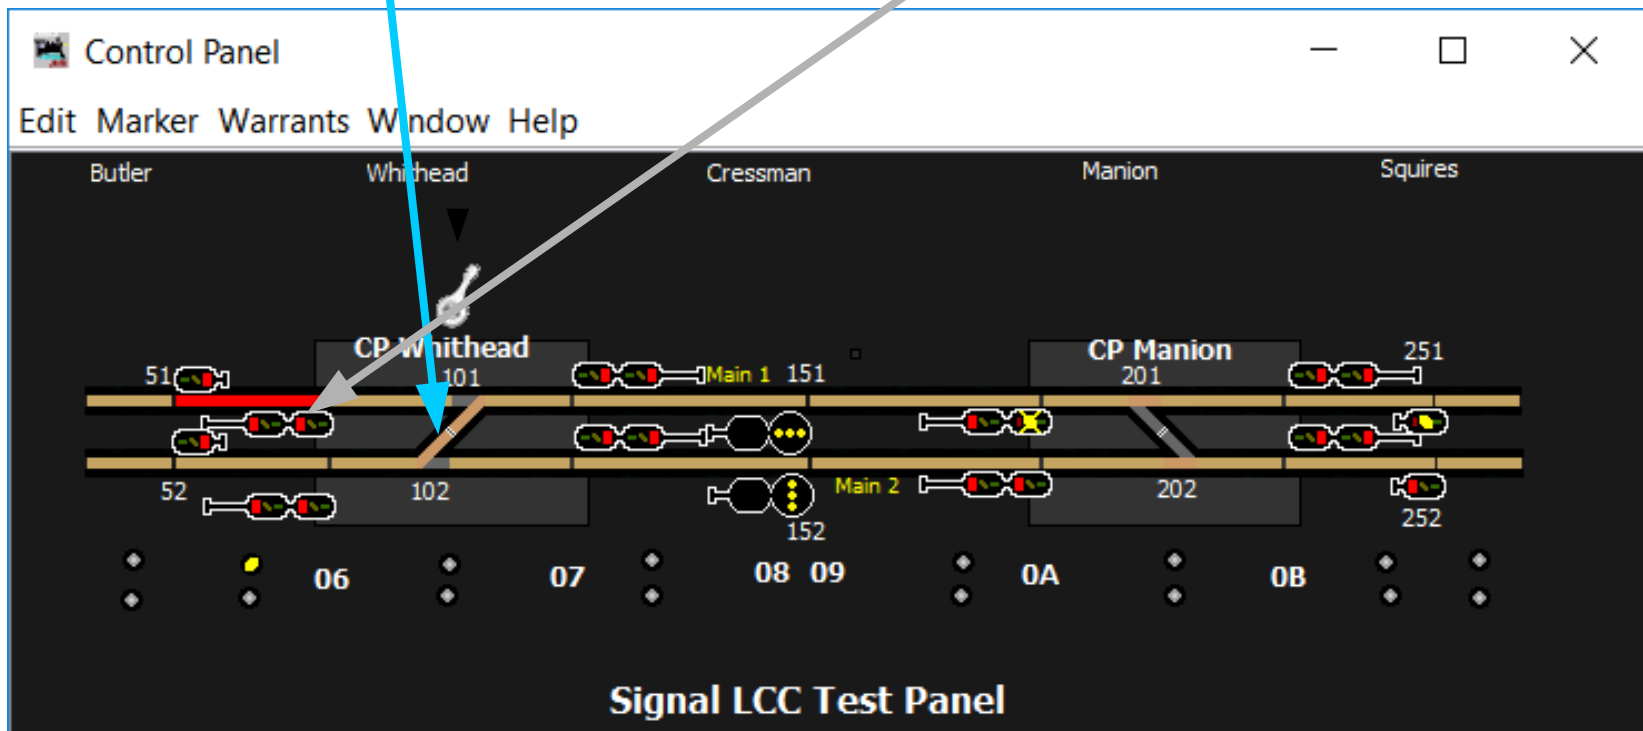 Control Panel
Edit Marker Warrants Window Help
Butler Whithead Cressman Manion Squires
CP Whithead CP Manion 251
51 101 Main 1 151 201
52 102 Main 2 202
152 252
06 07 08 09 0A 0B
Signal LCC Test Panel